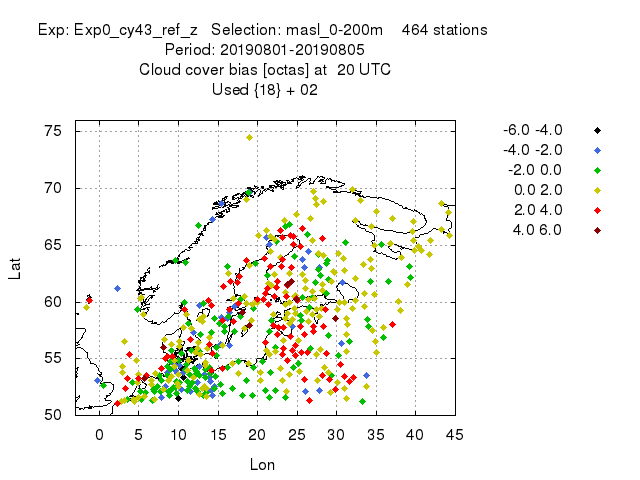 Exp: Exp0_cy43_ref_z Selection: masl_0-200m 464 stations
Period: 20190801-20190805
Cloud cover bias [octas] at 20 UTC
Used {18} + 02
-6.0 -4.0
-4.0 -2.0
-2.0 0.0
0.0 2.0
2.0 4.0
4.0 6.0
75
70
65
60
55
50
Lat
0 5 10 15 20 25 30 35 40 45
Lon